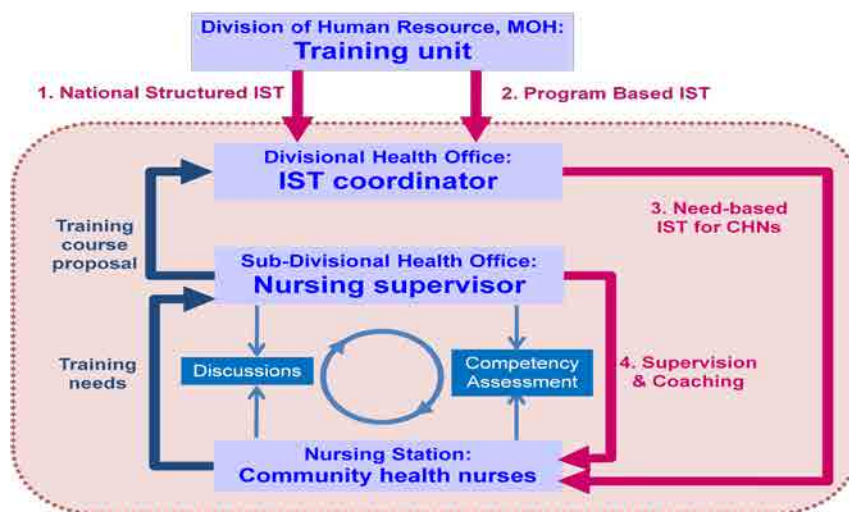 Division of Human Resource, MOH:
Training unit
1. National Structured IST
2. Program Based IST
Divisional Health Office:
IST coordinator
Training
course
proposal
3. Need-based
IST for CHNs
Sub-Divisional Health Office:
Nursing supervisor
Training
needs
Discussions
Competency
Assessment
4. Supervision
& Coaching
Nursing Station:
Community health nurses